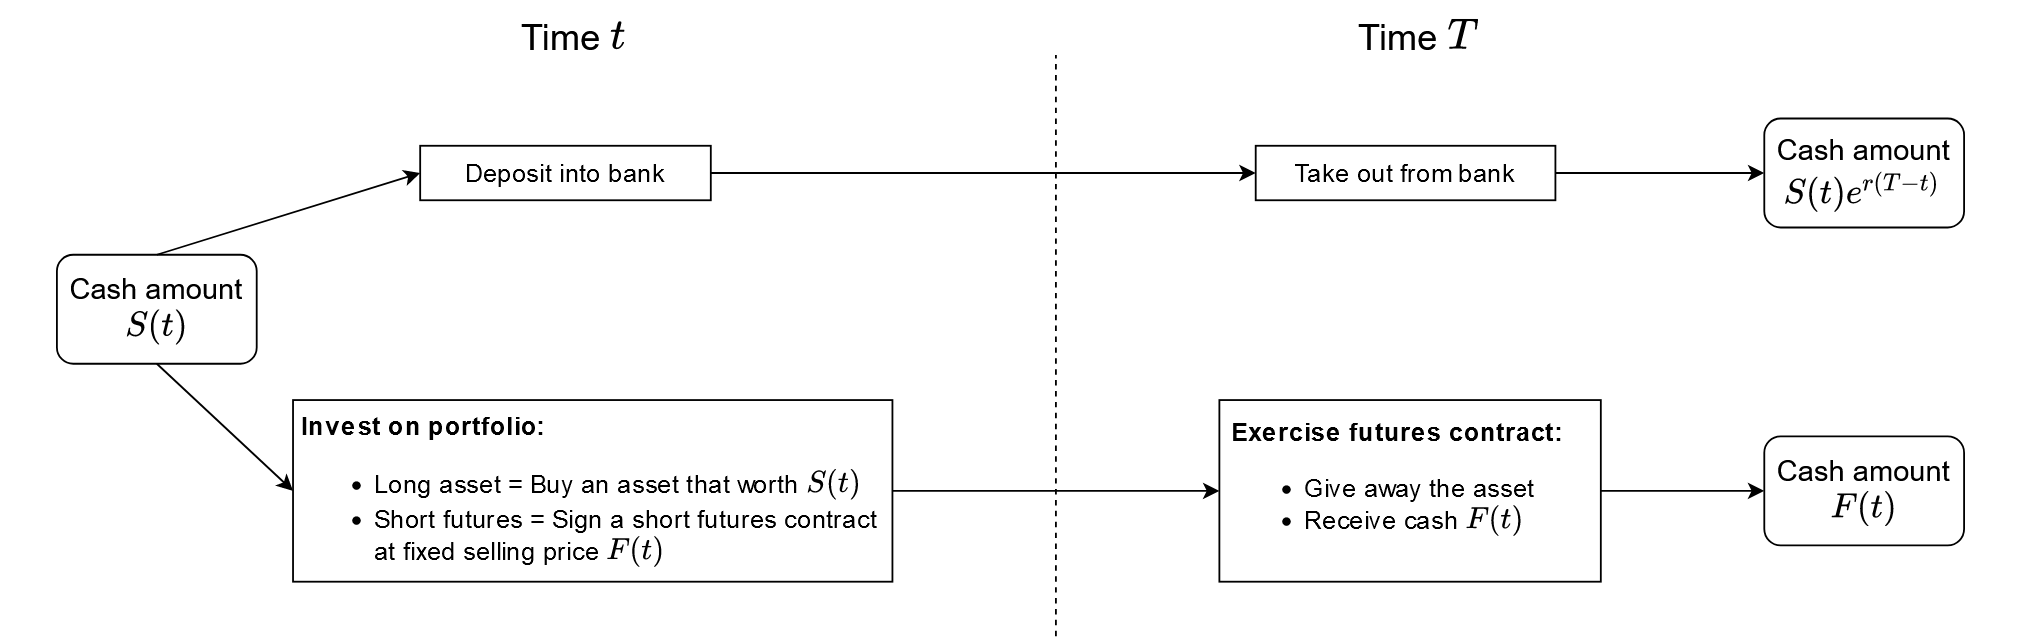 Time t
Time T
Deposit into bank
Take out from bank
Cash amount
S(t)e^{r(T−t)}
Cash amount
S(t)
Invest on portfolio:
• Long asset = Buy an asset that worth S(t)
• Short futures = Sign a short futures contract
at fixed selling price F(t)
Exercise futures contract:
• Give away the asset
• Receive cash F(t)
Cash amount
F(t)